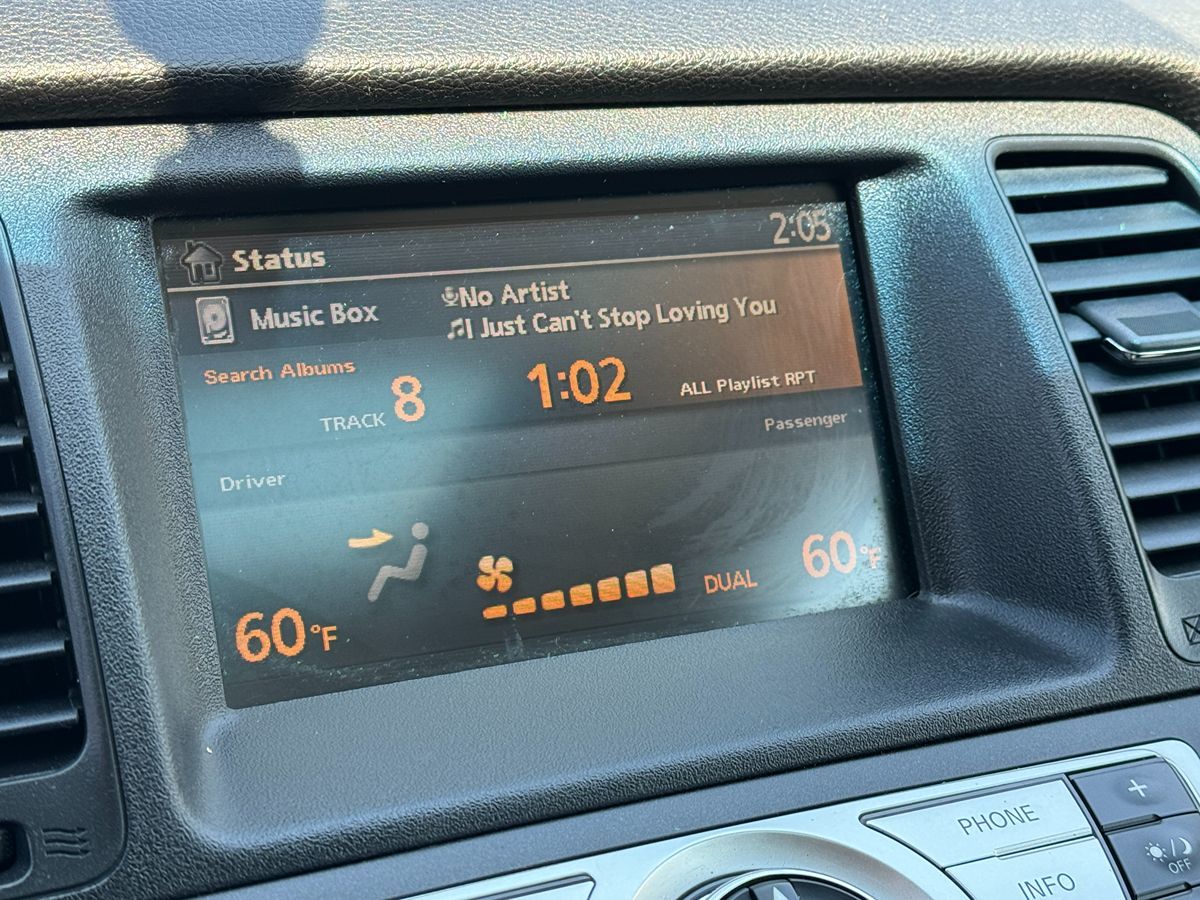 Status
2:05
Music Box
No Artist
I Just Can't Stop Loving You
Search Albums
TRACK 8
1:02
ALL Playlist RPT
Passenger
Driver
60°F
DUAL
60°F
PHONE
+
INFO
OFF